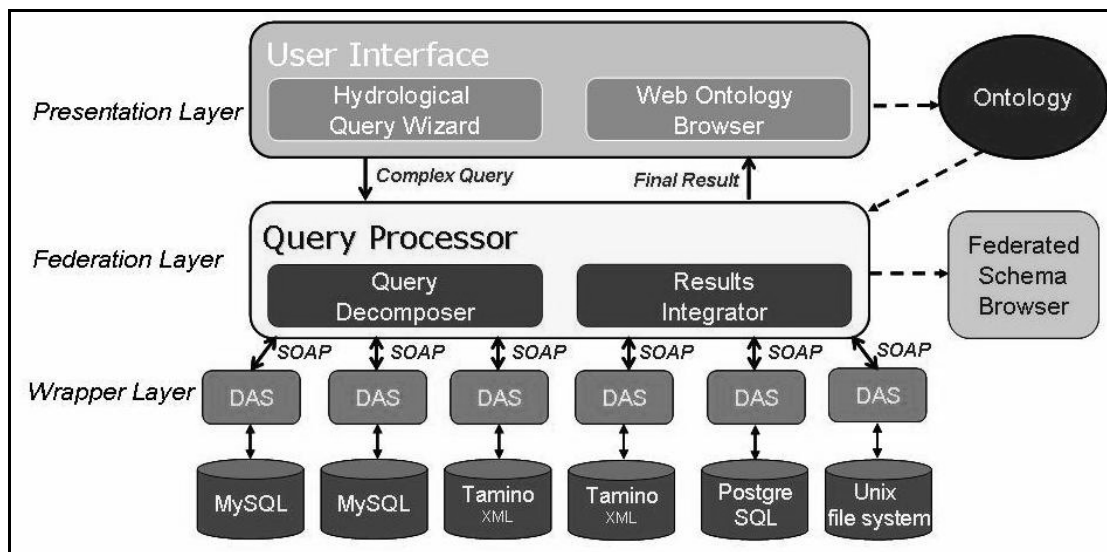 User Interface
Presentation Layer
Hydrological
Query Wizard
Web Ontology
Browser
Ontology
Complex Query
Final Result
Federation Layer
Query Processor
Query
Decomposer
Results
Integrator
Federated
Schema
Browser
SOAP
SOAP
SOAP
SOAP
SOAP
SOAP
Wrapper Layer
DAS
DAS
DAS
DAS
DAS
DAS
MySQL
MySQL
Tamino
XML
Tamino
XML
Postgre
SQL
Unix
file system